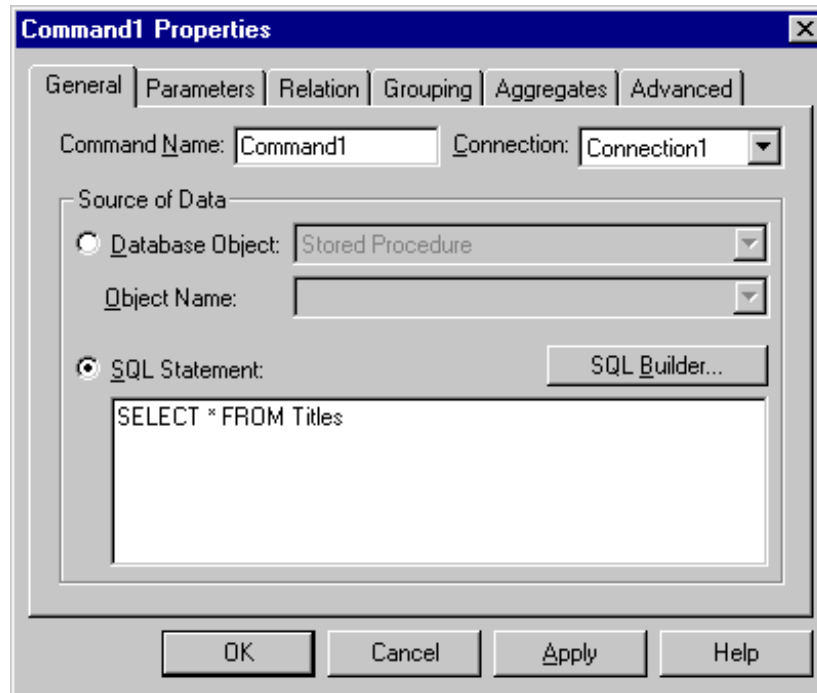 Command1 Properties
General Parameters Relation Grouping Aggregates Advanced
Command Name: Command1 Connection: Connection1
Source of Data
Database Object: Stored Procedure
Object Name:
SQL Statement: SQL Builder...
SELECT * FROM Titles
OK Cancel Apply Help